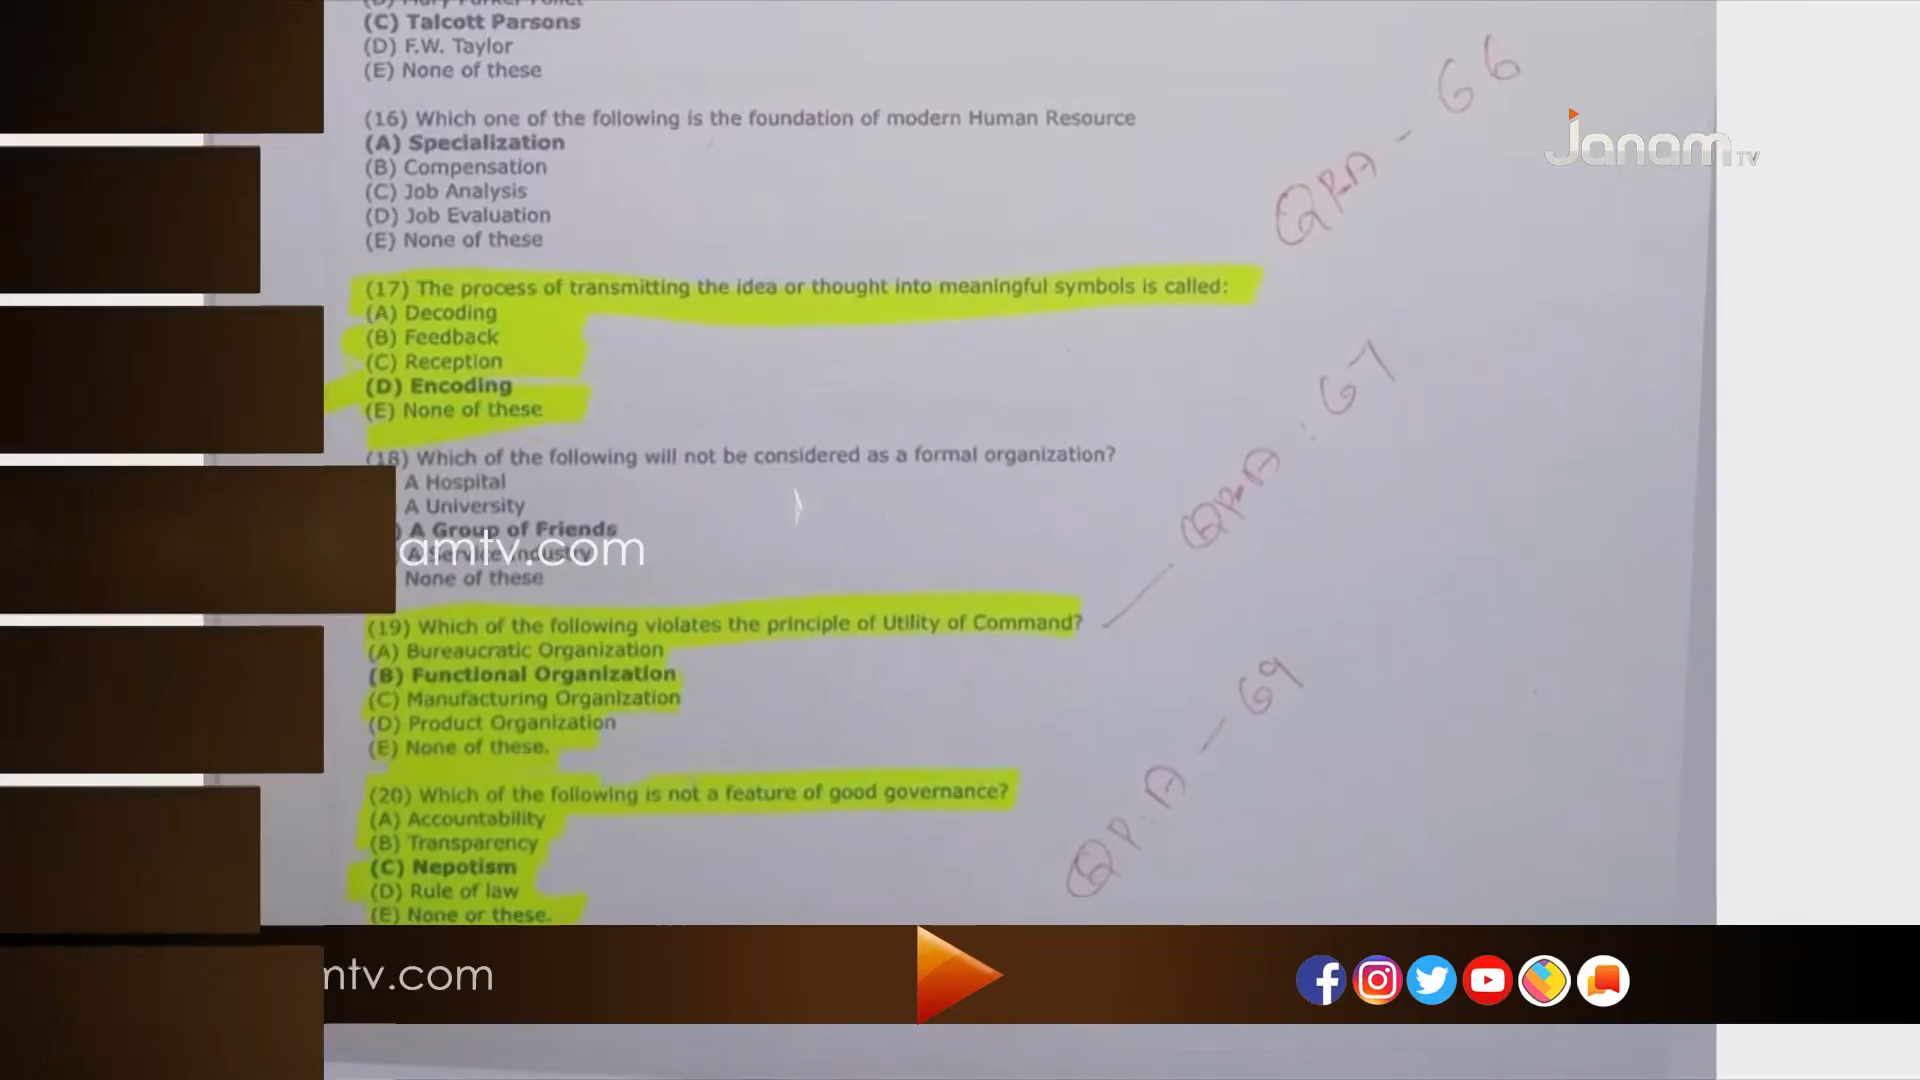 (C) Talcott Parsons
(D) F.W. Taylor
(E) None of these
(16) Which one of the following is the foundation of modern Human Resource
(A) Specialization
(B) Compensation
(C) Job Analysis
(D) Job Evaluation
(E) None of these
QP-A - 66
Janam TV
(17) The process of transmitting the idea or thought into meaningful symbols is called:
(A) Decoding
(B) Feedback
(C) Reception
(D) Encoding
(E) None of these
(18) Which of the following will not be considered as a formal organization?
A Hospital
A University
) A Group of Friends
A Service Industry
amtv.com
None of these
QP-A : 67
(19) Which of the following violates the principle of Utility of Command?
(A) Bureaucratic Organization
(B) Functional Organization
(C) Manufacturing Organization
(D) Product Organization
(E) None of these.
QP. A - 69
(20) Which of the following is not a feature of good governance?
(A) Accountability
(B) Transparency
(C) Nepotism
(D) Rule of law
(E) None or these.
mtv.com